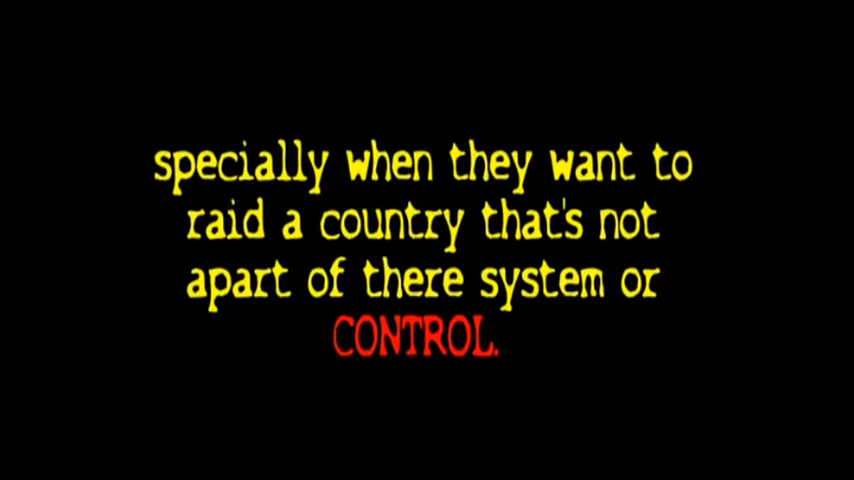 specially when they want to
raid a country that's not
apart of there system or
CONTROL.